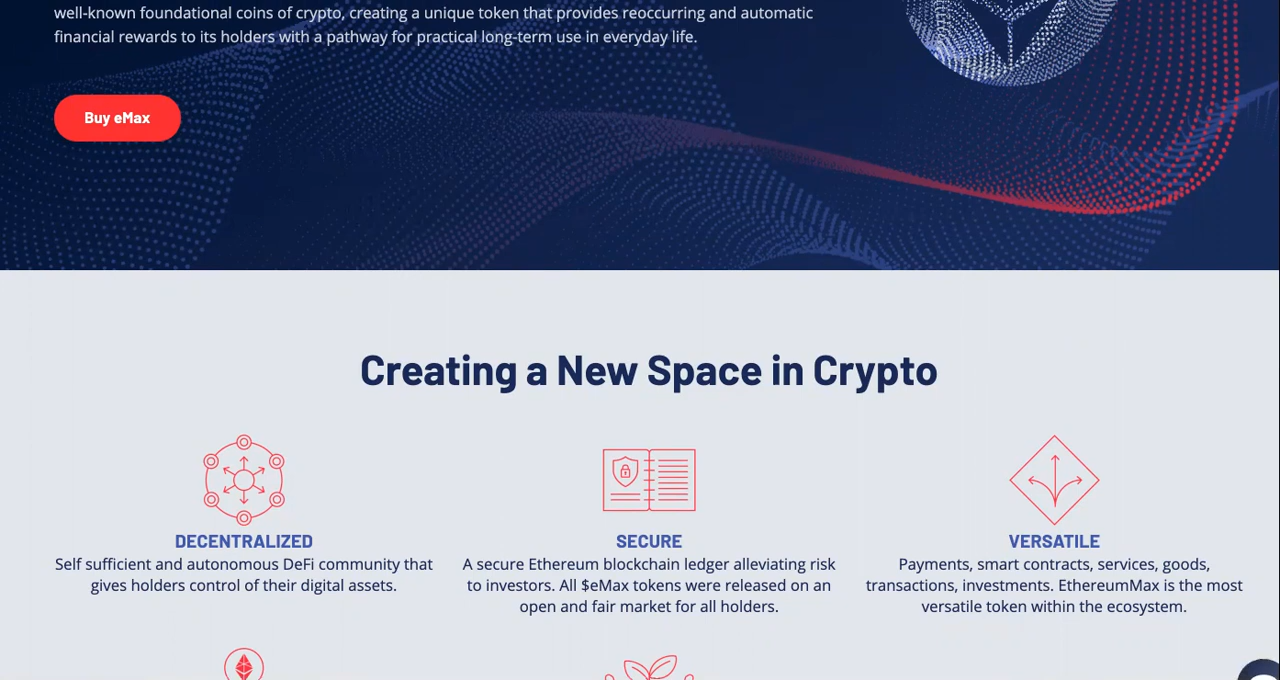 well-known foundational coins of crypto, creating a unique token that provides reoccurring and automatic
financial rewards to its holders with a pathway for practical long-term use in everyday life.
Buy eMax
Creating a New Space in Crypto
DECENTRALIZED
Self sufficient and autonomous DeFi community that
gives holders control of their digital assets.
SECURE
A secure Ethereum blockchain ledger alleviating risk
to investors. All $eMax tokens were released on an
open and fair market for all holders.
VERSATILE
Payments, smart contracts, services, goods,
transactions, investments. EthereumMax is the most
versatile token within the ecosystem.